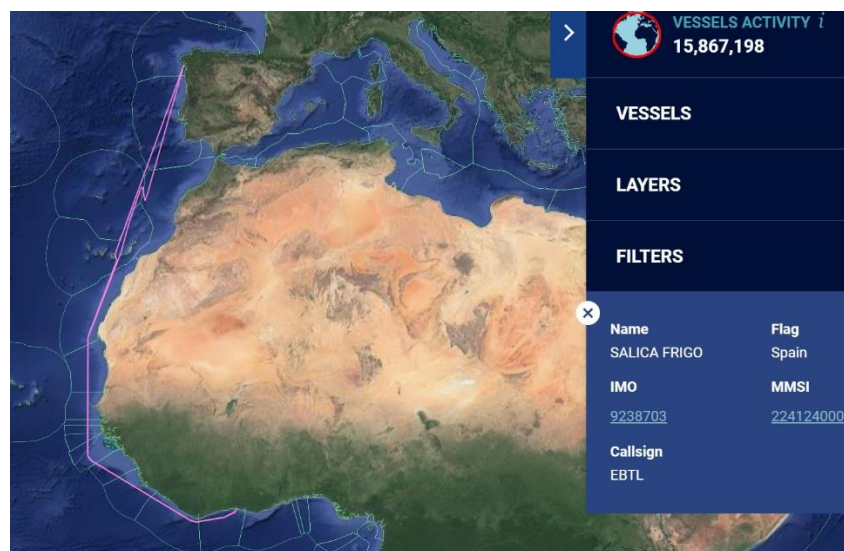 VESSELS ACTIVITY i
15,867,198
VESSELS
LAYERS
FILTERS
Name Flag
SALICA FRIGO Spain
IMO MMSI
9238703 224124000
Callsign
EBTL